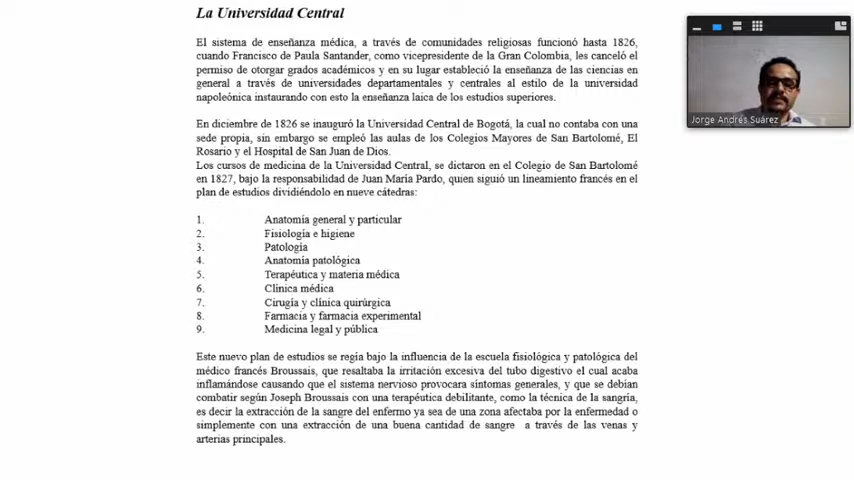 La Universidad Central
El sistema de enseñanza médica, a través de comunidades religiosas funcionó hasta 1826,
cuando Francisco de Paula Santander, como vicepresidente de la Gran Colombia, les canceló el
permiso de otorgar grados académicos y en su lugar estableció la enseñanza de las ciencias en
general a través de universidades departamentales y centrales al estilo de la universidad
napoleónica instaurando con esto la enseñanza laica de los estudios superiores.
En diciembre de 1826 se inauguró la Universidad Central de Bogotá, la cual no contaba con una
sede propia, sin embargo se empleó las aulas de los Colegios Mayores de San Bartolomé, El
Rosario y el Hospital de San Juan de Dios.
Los cursos de medicina de la Universidad Central, se dictaron en el Colegio de San Bartolomé
en 1827, bajo la responsabilidad de Juan María Pardo, quien siguió un lineamiento francés en el
plan de estudios dividiéndolo en nueve cátedras:
1. Anatomía general y particular
2. Fisiología e higiene
3. Patología
4. Anatomía patológica
5. Terapéutica y materia médica
6. Clínica médica
7. Cirugía y clínica quirúrgica
8. Farmacia y farmacia experimental
9. Medicina legal y pública
Este nuevo plan de estudios se regía bajo la influencia de la escuela fisiológica y patológica del
médico francés Broussais, que resaltaba la irritación excesiva del tubo digestivo el cual acaba
inflamándose causando que el sistema nervioso provocara síntomas generales, y que se debían
combatir según Joseph Broussais con una terapéutica debilitante, como la técnica de la sangría,
es decir la extracción de la sangre del enfermo ya sea de una zona afectaba por la enfermedad o
simplemente con una extracción de una buena cantidad de sangre a través de las venas y
arterias principales.
Jorge Andrés Suárez